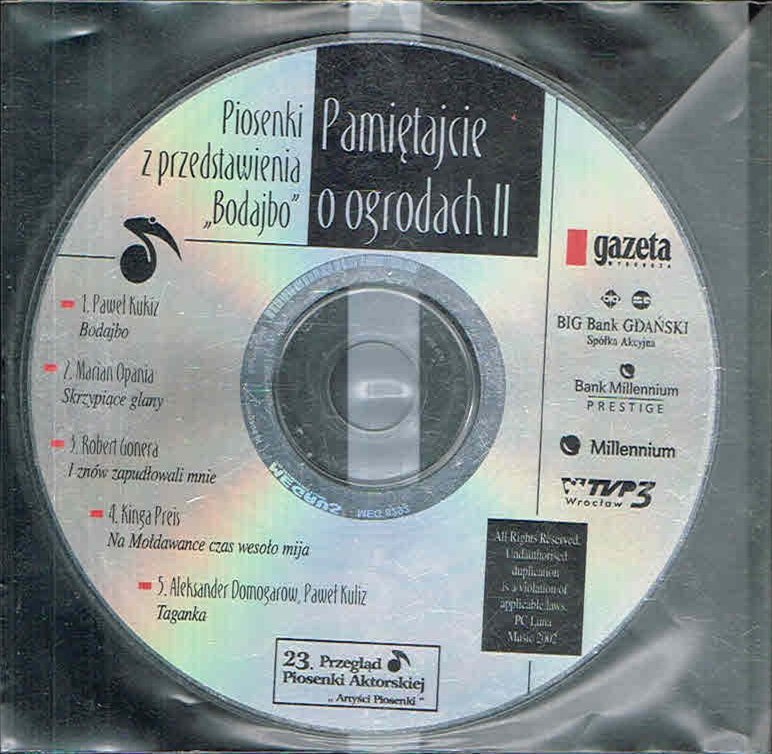 Piosenki
z przedstawienia
„Bodajbo”
Pamiętajcie
o ogrodach II
1. Paweł Kukiz
Bodajbo
2. Marian Opania
Skrzypiące glany
3. Robert Gonera
I znów zapudłowali mnie
4. Kinga Preis
Na Mołdawance czas wesoło mija
5. Aleksander Domogarow, Paweł Kuliz
Taganka
gazeta
WYBORCZA
BIG Bank GDAŃSKI
Spółka Akcyjna
Bank Millennium
PRESTIGE
Millennium
TVP3
Wrocław
All Rights Reserved.
Undauthorised
duplication
is a violation of
applicable laws.
PC Luna
Music 2002
23. Przegląd
Piosenki Aktorskiej
„Artyści Piosenki”